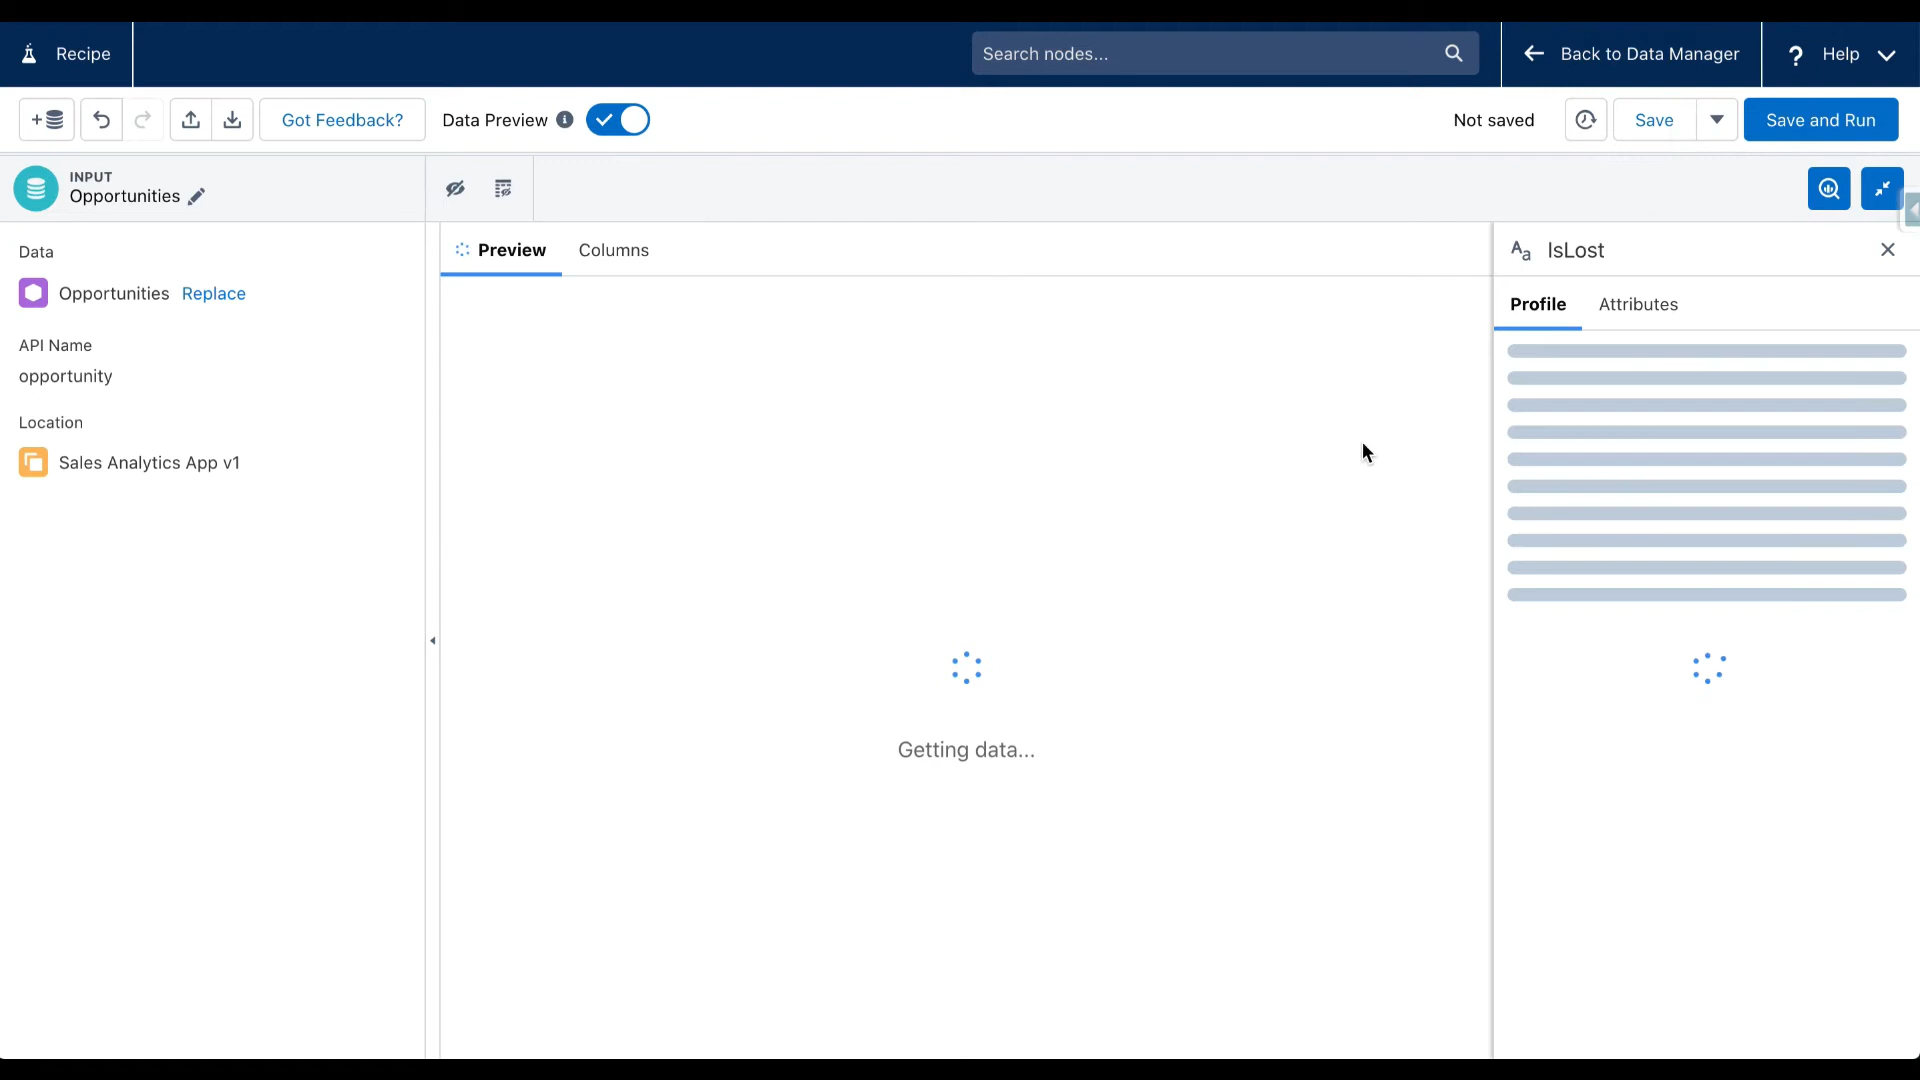 Recipe
Search nodes...
Back to Data Manager
? Help
Got Feedback?
Data Preview
Not saved
Save
Save and Run
INPUT
Opportunities
Preview
Columns
Aa IsLost
Data
Opportunities Replace
API Name
opportunity
Location
Sales Analytics App v1
Getting data...
Profile
Attributes